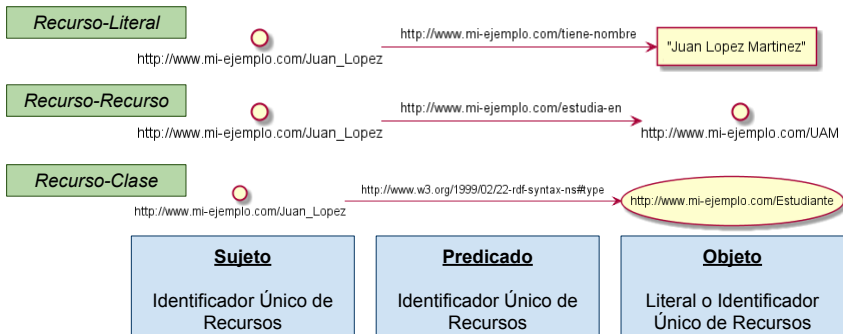 Recurso-Literal
http://www.mi-ejemplo.com/tiene-nombre
"Juan Lopez Martinez"
http://www.mi-ejemplo.com/Juan_Lopez
Recurso-Recurso
http://www.mi-ejemplo.com/estudia-en
http://www.mi-ejemplo.com/Juan_Lopez
http://www.mi-ejemplo.com/UAM
Recurso-Clase
http://www.w3.org/1999/02/22-rdf-syntax-ns#type
http://www.mi-ejemplo.com/Estudiante
http://www.mi-ejemplo.com/Juan_Lopez
Sujeto
Identificador Único de
Recursos
Predicado
Identificador Único de
Recursos
Objeto
Literal o Identificador
Único de Recursos